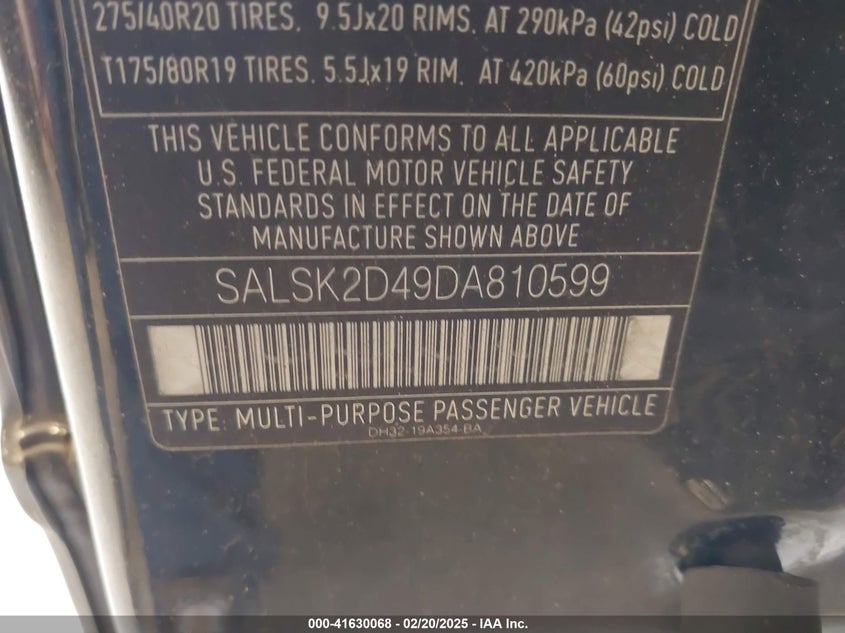 275/40R20 TIRES. 9.5Jx20 RIMS. AT 290kPa (42psi) COLD
T175/80R19 TIRES. 5.5Jx19 RIM. AT 420kPa (60psi) COLD
THIS VEHICLE CONFORMS TO ALL APPLICABLE
U.S. FEDERAL MOTOR VEHICLE SAFETY
STANDARDS IN EFFECT ON THE DATE OF
MANUFACTURE SHOWN ABOVE
SALSK2D49DA810599
TYPE: MULTI-PURPOSE PASSENGER VEHICLE
DH32-19A354-BA
000-41630068 - 02/20/2025 - IAA Inc.